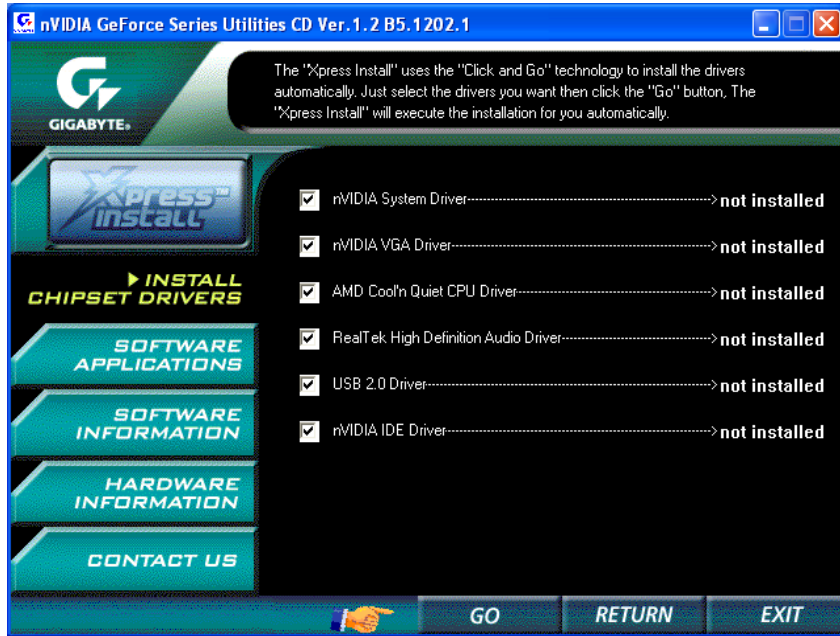 nVIDIA GeForce Series Utilities CD Ver.1.2 B5.1202.1
GIGABYTE.
The "Xpress Install" uses the "Click and Go" technology to install the drivers
automatically. Just select the drivers you want then click the "Go" button, The
"Xpress Install" will execute the installation for you automatically.
Xpress™
install
INSTALL
CHIPSET DRIVERS
SOFTWARE
APPLICATIONS
SOFTWARE
INFORMATION
HARDWARE
INFORMATION
CONTACT US
nVIDIA System Driver not installed
nVIDIA VGA Driver not installed
AMD Cool'n Quiet CPU Driver not installed
RealTek High Definition Audio Driver not installed
USB 2.0 Driver not installed
nVIDIA IDE Driver not installed
GO RETURN EXIT